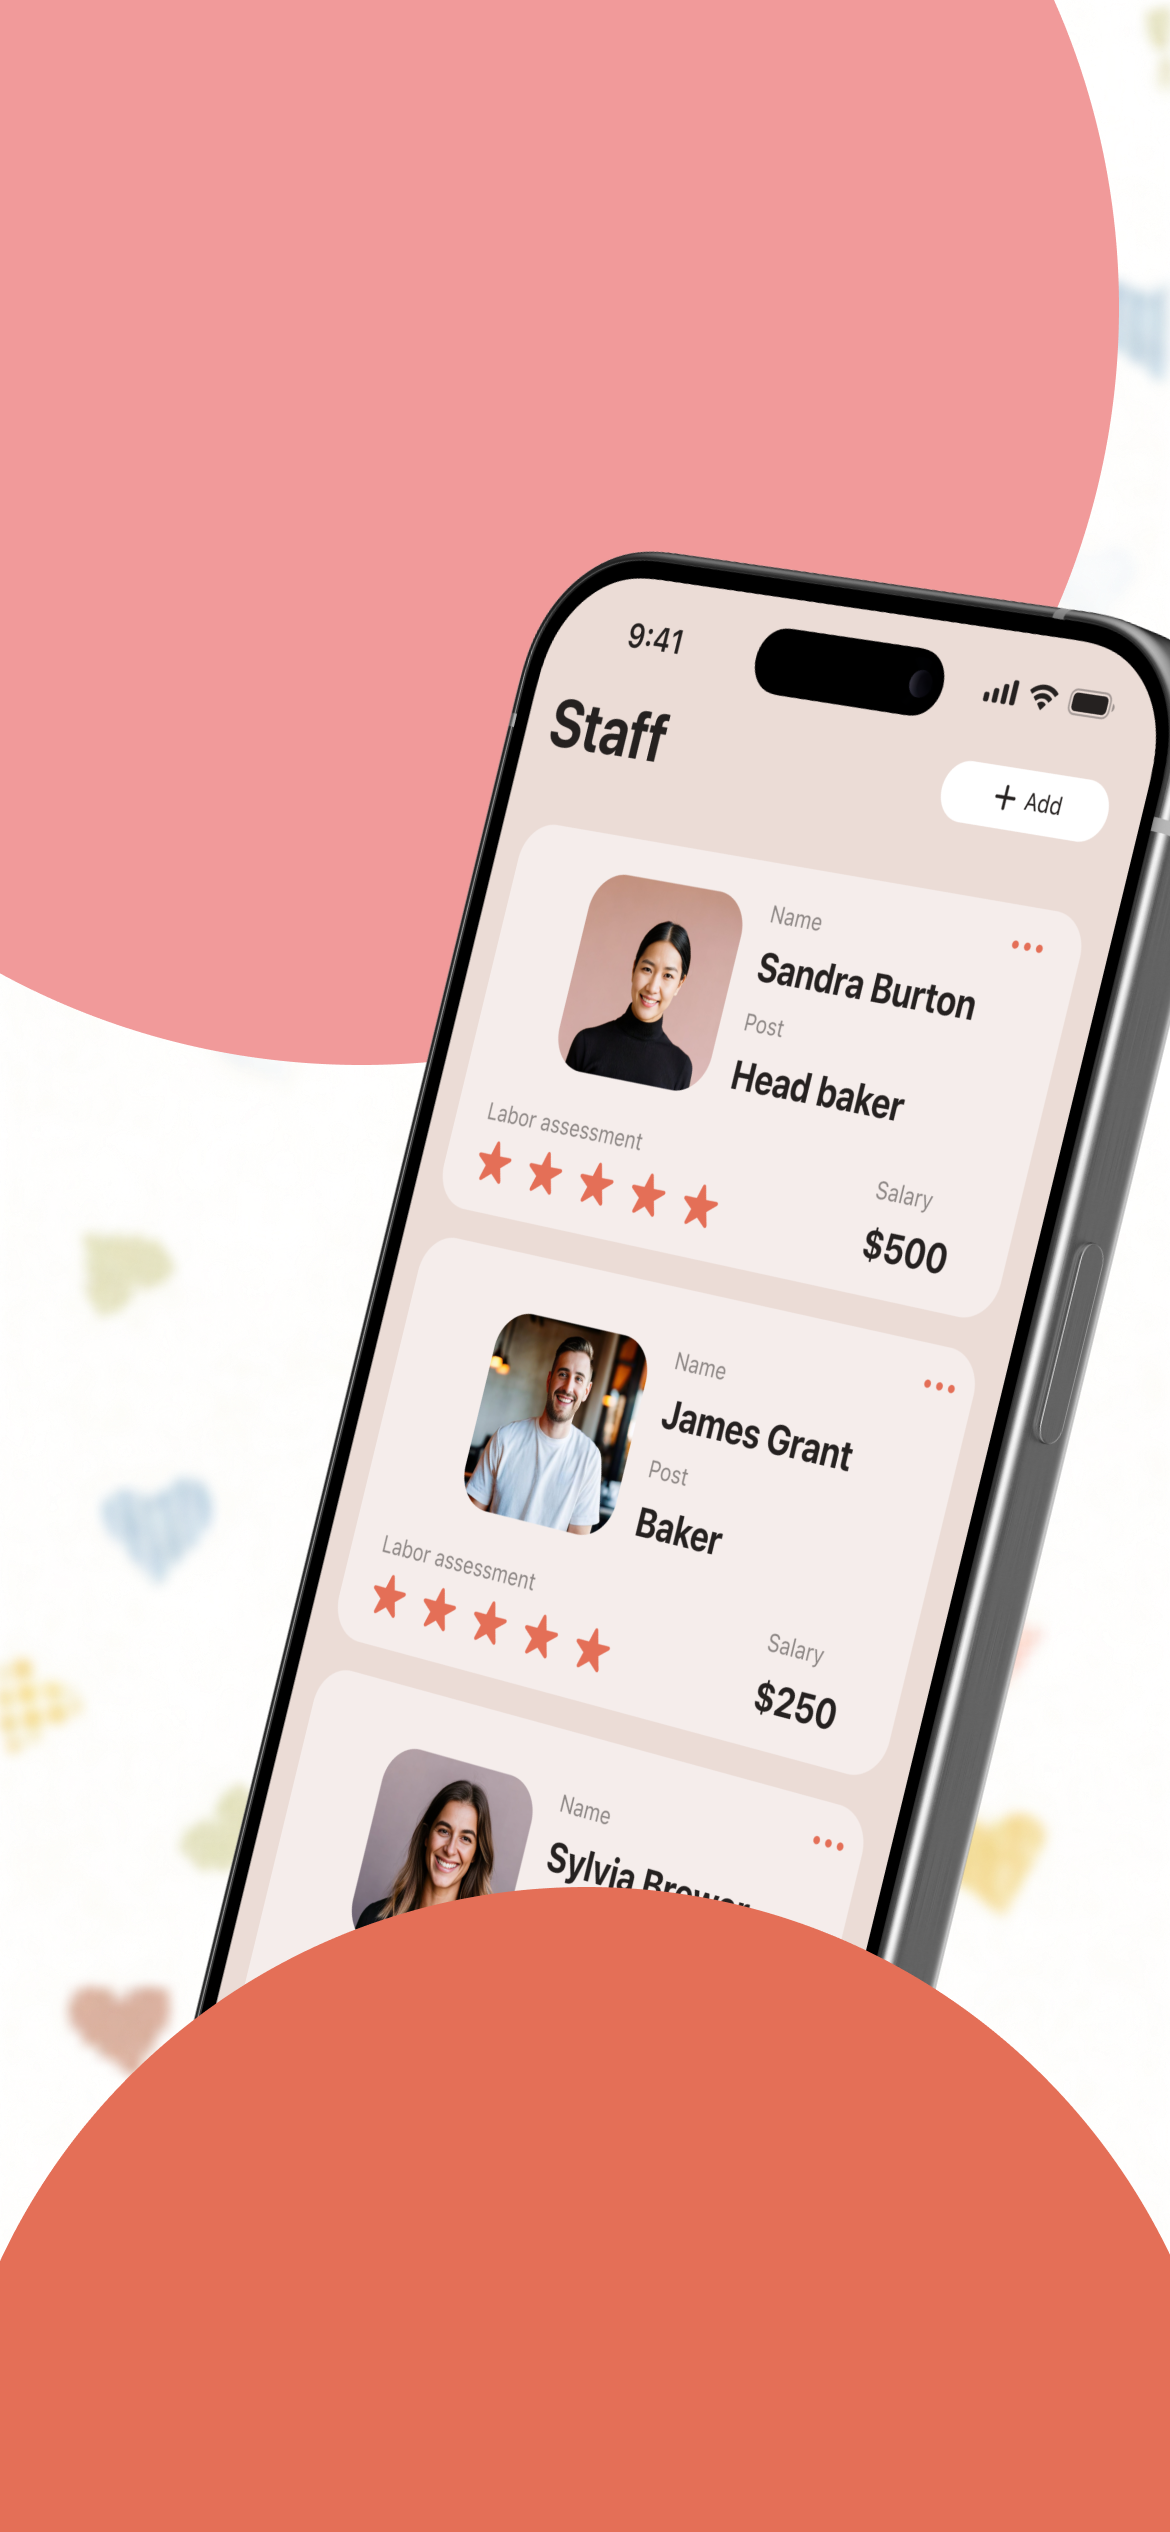 9:41
Staff
+ Add
Name
Sandra Burton
Post
Head baker
Labor assessment
Salary
$500
Name
James Grant
Post
Baker
Labor assessment
Salary
$250
Name
Sylvia Brewer